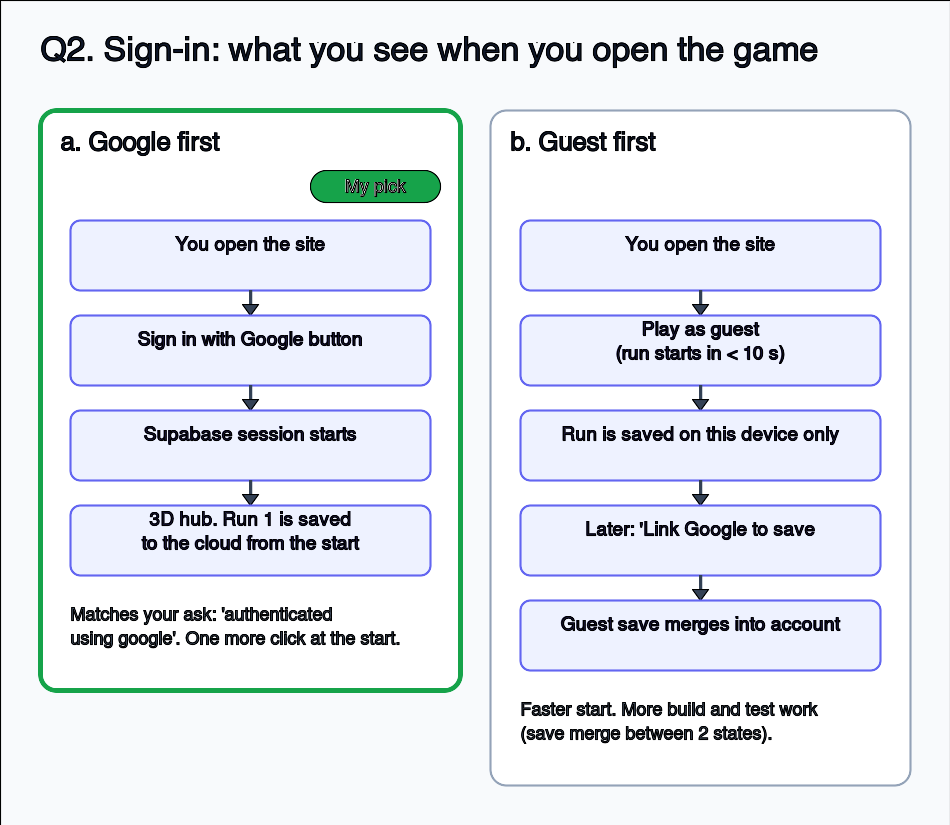 Q2. Sign-in: what you see when you open the game
a. Google first
My pick
You open the site
Sign in with Google button
Supabase session starts
3D hub. Run 1 is saved
to the cloud from the start
Matches your ask: 'authenticated
using google'. One more click at the start.
b. Guest first
You open the site
Play as guest
(run starts in < 10 s)
Run is saved on this device only
Later: 'Link Google to save
Guest save merges into account
Faster start. More build and test work
(save merge between 2 states).